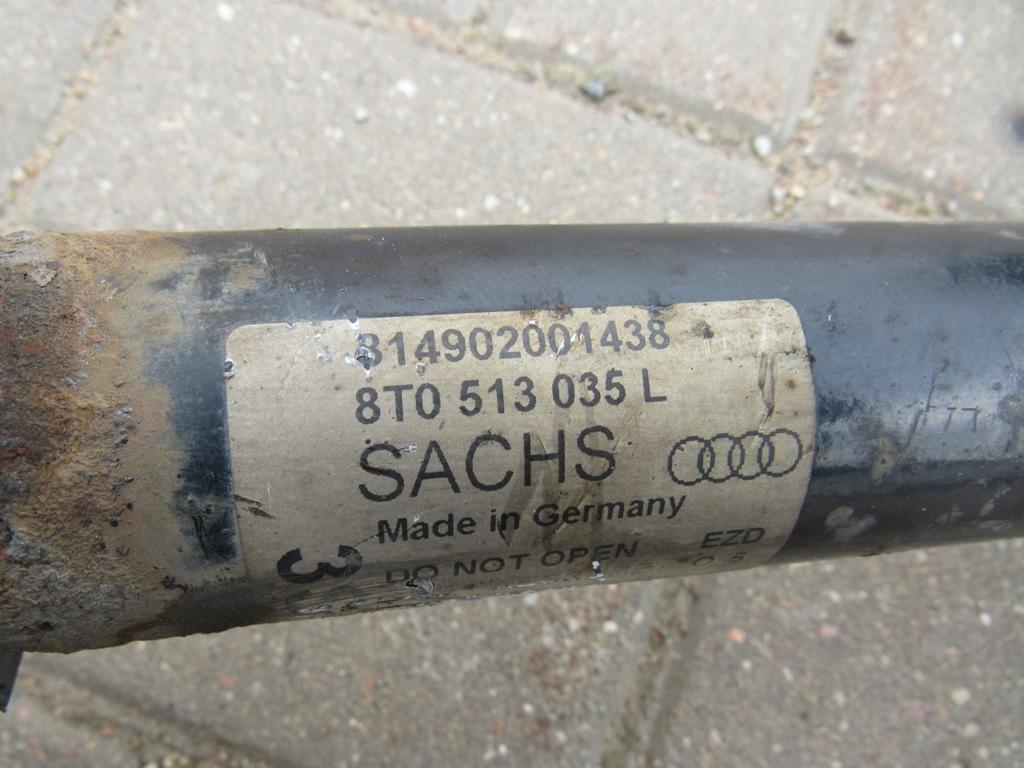 814902001438
8T0 513 035 L
SACHS
Made in Germany
3
DO NOT OPEN
EZD